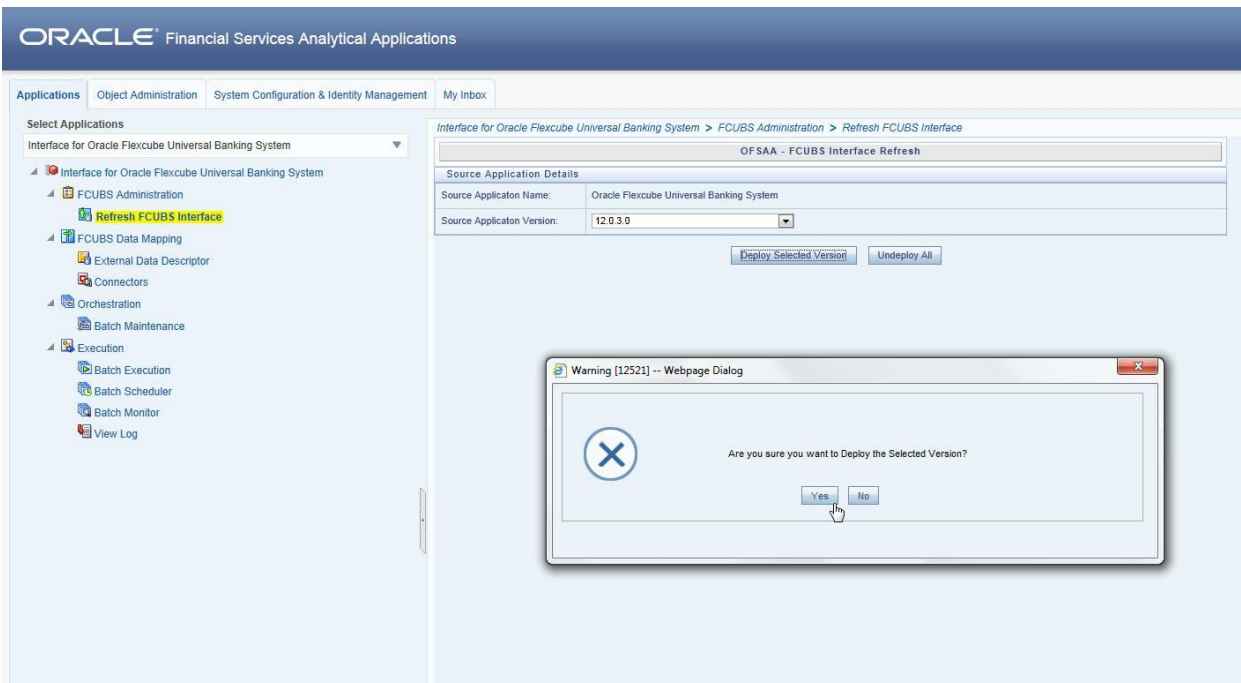 ORACLE® Financial Services Analytical Applications
Applications Object Administration System Configuration & Identity Management My Inbox
Select Applications
Interface for Oracle Flexcube Universal Banking System
Interface for Oracle Flexcube Universal Banking System
FCUBS Administration
Refresh FCUBS Interface
FCUBS Data Mapping
External Data Descriptor
Connectors
Orchestration
Batch Maintenance
Execution
Batch Execution
Batch Scheduler
Batch Monitor
View Log
Interface for Oracle Flexcube Universal Banking System > FCUBS Administration > Refresh FCUBS Interface
OFSAA - FCUBS Interface Refresh
Source Application Details
Source Applicaton Name: Oracle Flexcube Universal Banking System
Source Applicaton Version: 12.0.3.0
Deploy Selected Version Undeploy All
Warning [12521] -- Webpage Dialog
Are you sure you want to Deploy the Selected Version?
Yes No